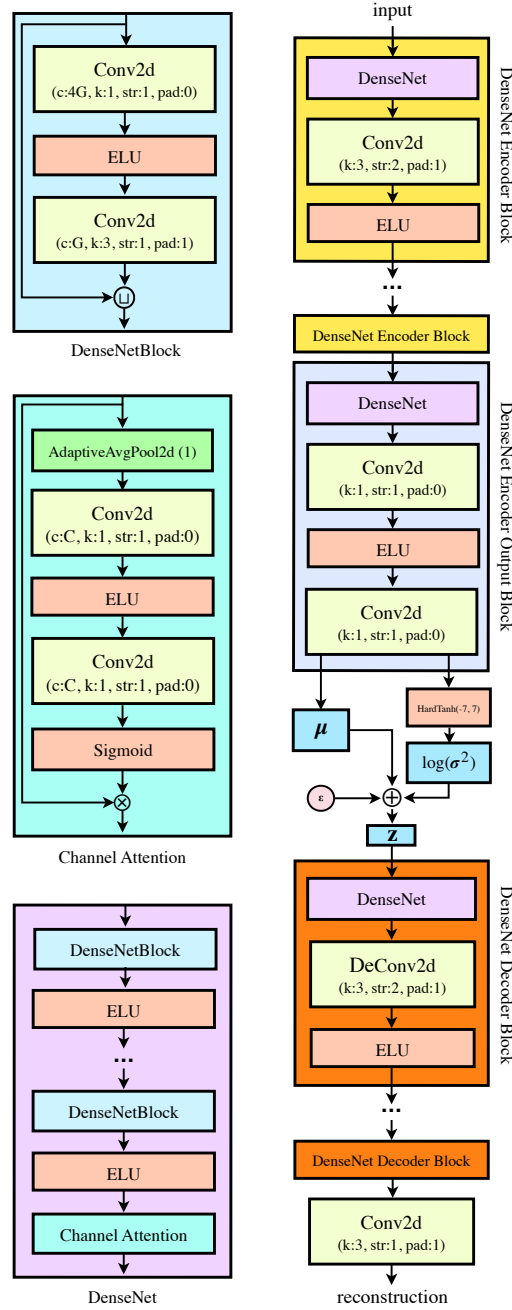 Conv2d
(c:4G, k:1, str:1, pad:0)
ELU
Conv2d
(c:G, k:3, str:1, pad:1)
⊔
DenseNetBlock
AdaptiveAvgPool2d (1)
Conv2d
(c:C, k:1, str:1, pad:0)
ELU
Conv2d
(c:C, k:1, str:1, pad:0)
Sigmoid
⊗
Channel Attention
DenseNetBlock
ELU
...
DenseNetBlock
ELU
Channel Attention
DenseNet
input
DenseNet
Conv2d
(k:3, str:2, pad:1)
ELU
DenseNet Encoder Block
...
DenseNet Encoder Block
DenseNet
Conv2d
(k:1, str:1, pad:0)
ELU
Conv2d
(k:1, str:1, pad:0)
DenseNet Encoder Output Block
HardTanh(-7, 7)
μ
log(σ²)
ε
⊕
z
DenseNet
DeConv2d
(k:3, str:2, pad:1)
ELU
DenseNet Decoder Block
...
DenseNet Decoder Block
Conv2d
(k:3, str:1, pad:1)
reconstruction